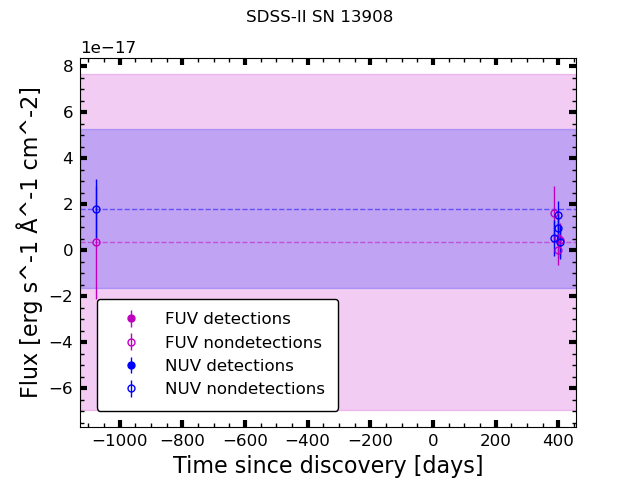 SDSS-II SN 13908
1e−17
8
6
4
2
0
−2
−4
−6
Flux [erg s^-1 Å^-1 cm^-2]
FUV detections
FUV nondetections
NUV detections
NUV nondetections
−1000 −800 −600 −400 −200 0 200 400
Time since discovery [days]